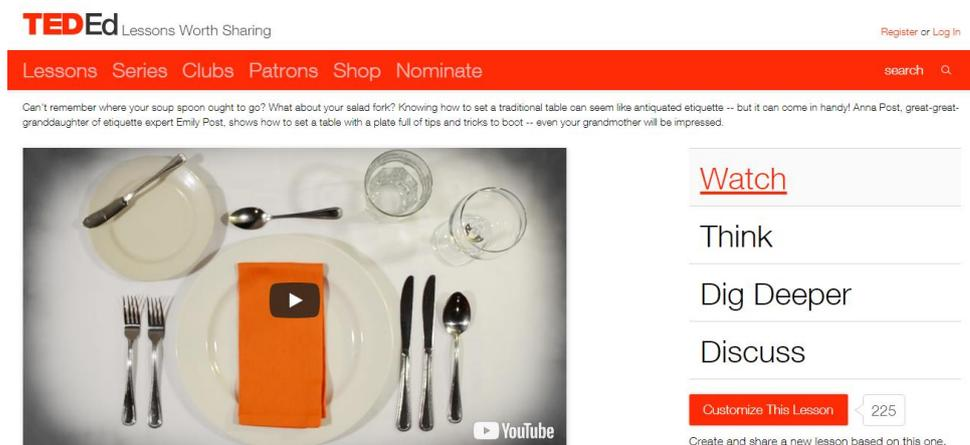 TEDEd Lessons Worth Sharing
Register or Log In
Lessons Series Clubs Patrons Shop Nominate
search
Can't remember where your soup spoon ought to go? What about your salad fork? Knowing how to set a traditional table can seem like antiquated etiquette -- but it can come in handy! Anna Post, great-great-
granddaughter of etiquette expert Emily Post, shows how to set a table with a plate full of tips and tricks to boot -- even your grandmother will be impressed.
YouTube
Watch
Think
Dig Deeper
Discuss
Customize This Lesson 225
Create and share a new lesson based on this one.